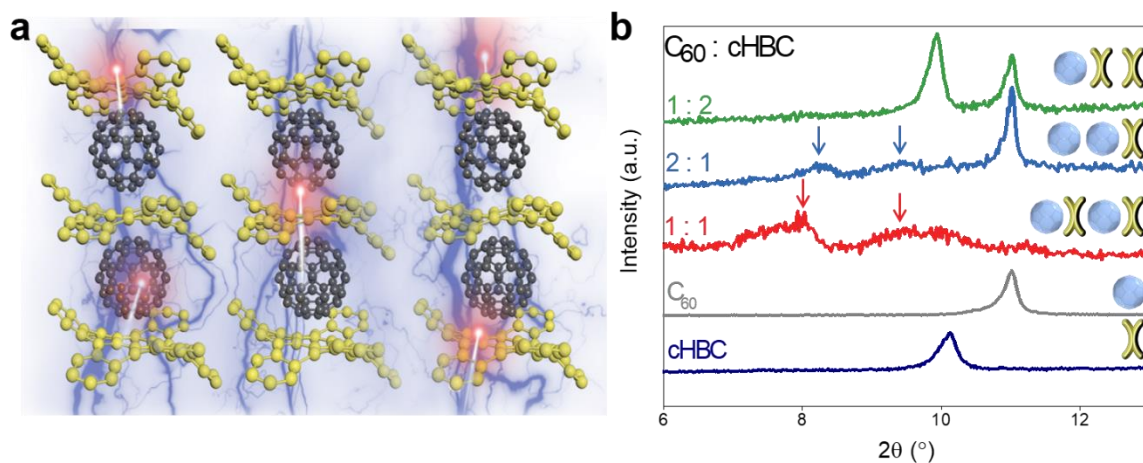 a
b
C₆₀ : cHBC
1 : 2
2 : 1
1 : 1
C₆₀
cHBC
Intensity (a.u.)
6 8 10 12
2θ (°)